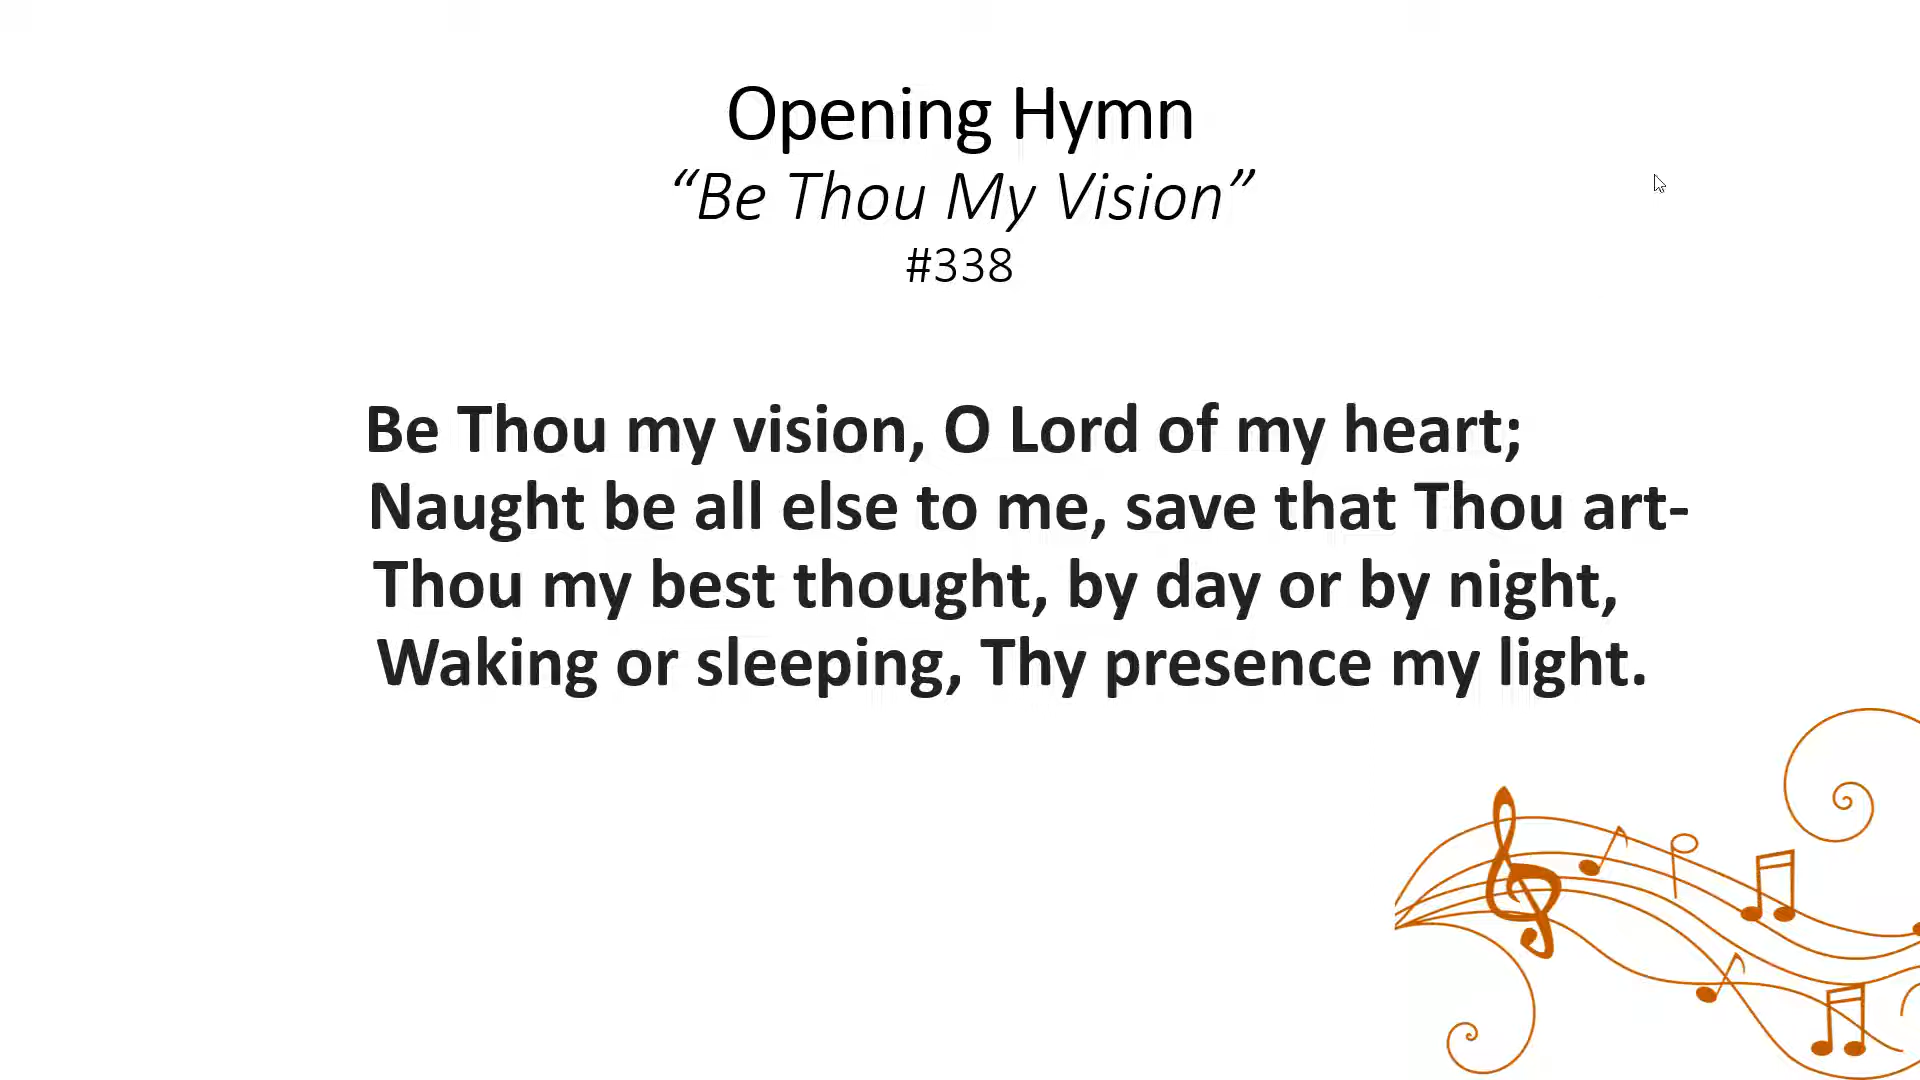 Opening Hymn
“Be Thou My Vision”
#338
Be Thou my vision, O Lord of my heart;
Naught be all else to me, save that Thou art-
Thou my best thought, by day or by night,
Waking or sleeping, Thy presence my light.